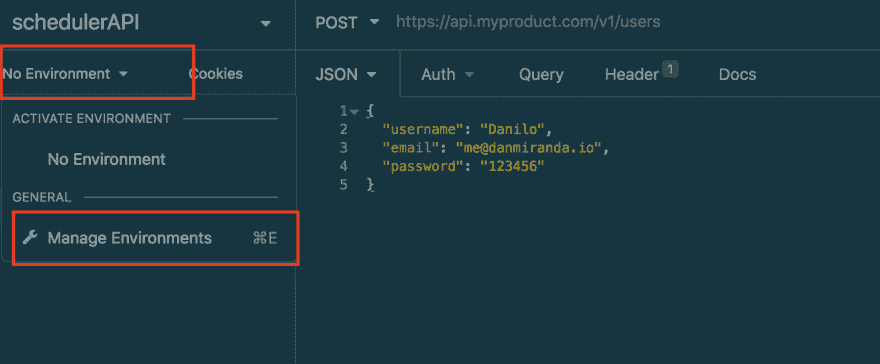 schedulerAPI
POST https://api.myproduct.com/v1/users
No Environment Cookies
JSON Auth Query Header 1 Docs
ACTIVATE ENVIRONMENT
No Environment
GENERAL
Manage Environments ⌘E
1 {
2 "username": "Danilo",
3 "email": "me@danmiranda.io",
4 "password": "123456"
5 }